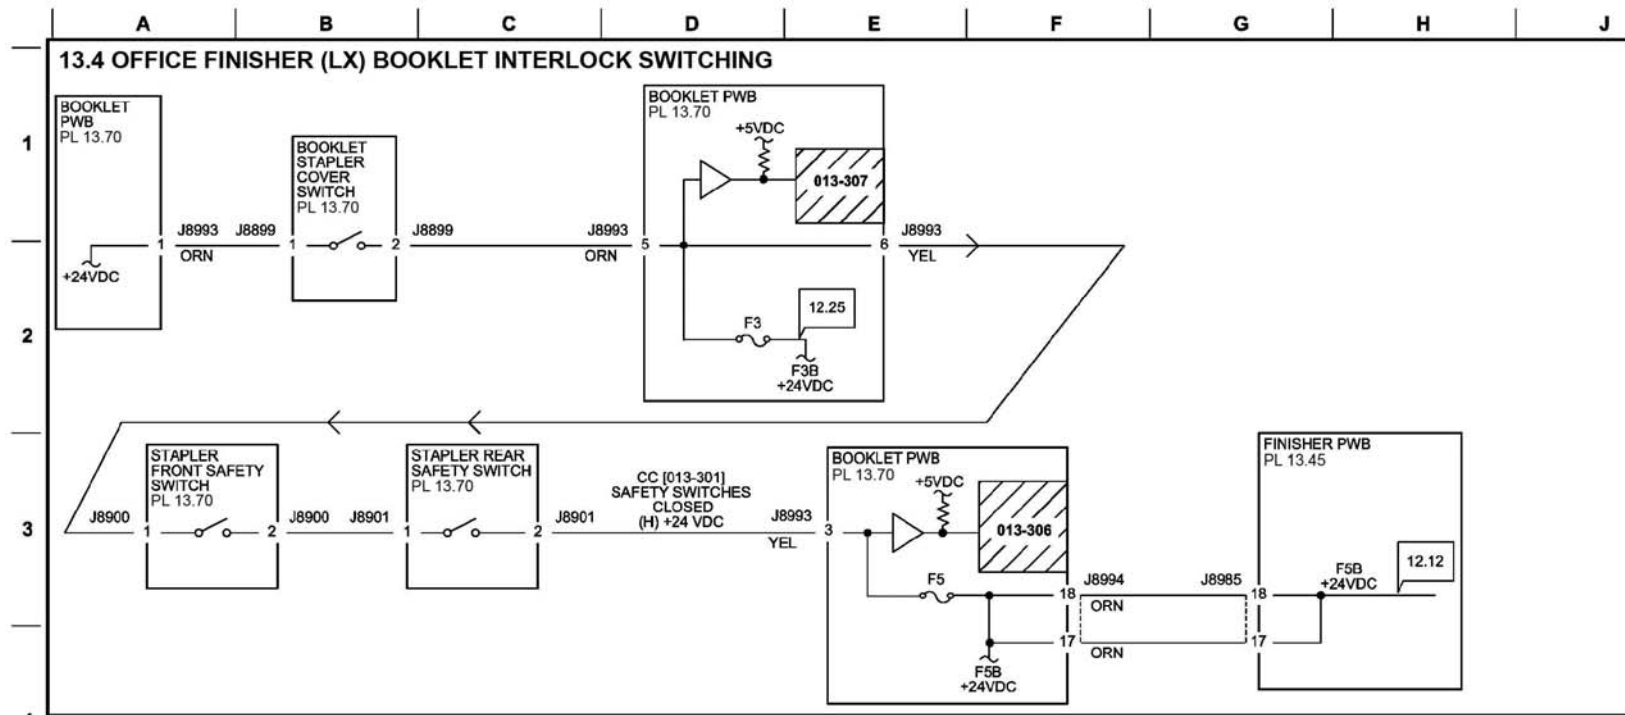 A B C D E F G H J
13.4 OFFICE FINISHER (LX) BOOKLET INTERLOCK SWITCHING
1
BOOKLET
PWB
PL 13.70
+24VDC
1
J8993
ORN
J8899
BOOKLET
STAPLER
COVER
SWITCH
PL 13.70
1
2
J8899
J8993
ORN
BOOKLET PWB
PL 13.70
+5VDC
013-307
5
6
J8993
YEL
2
F3
12.25
F3B
+24VDC
3
J8900
STAPLER
FRONT SAFETY
SWITCH
PL 13.70
1
2
J8900
J8901
STAPLER REAR
SAFETY SWITCH
PL 13.70
1
2
J8901
CC [013-301]
SAFETY SWITCHES
CLOSED
(H) +24 VDC
J8993
YEL
BOOKLET PWB
PL 13.70
+5VDC
3
013-306
F5
F5B
+24VDC
18
17
J8994
ORN
ORN
J8985
FINISHER PWB
PL 13.45
18
17
F5B
+24VDC
12.12